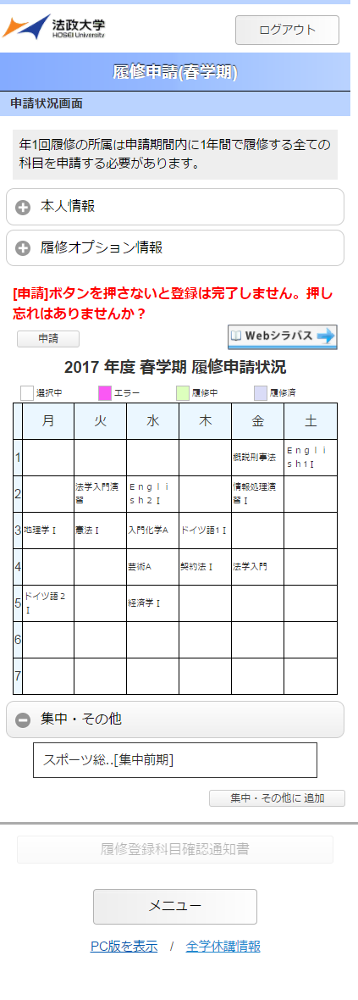 法政大学
HOSEI University
ログアウト
履修申請(春学期)
申請状況画面
年1回履修の所属は申請期間内に1年間で履修する全ての
科目を申請する必要があります。
本人情報
履修オプション情報
[申請]ボタンを押さないと登録は完了しません。押し
忘れはありませんか？
申請
Webシラバス
2017 年度 春学期 履修申請状況
選択中 エラー 履修中 履修済
月 火 水 木 金 土
1 概説刑事法 Ｅｎｇｌｉｓｈ1Ⅰ
2 法学入門演習 Ｅｎｇｌｉｓｈ２Ⅰ 情報処理演習Ⅰ
3 地理学Ⅰ 憲法Ⅰ 入門化学A ドイツ語1Ⅰ
4 芸術A 契約法Ⅰ 法学入門
5 ドイツ語２Ⅰ 経済学Ⅰ
6
7
集中・その他
スポーツ総..[集中前期]
集中・その他に 追加
履修登録科目確認通知書
メニュー
PC版を表示 / 全学休講情報